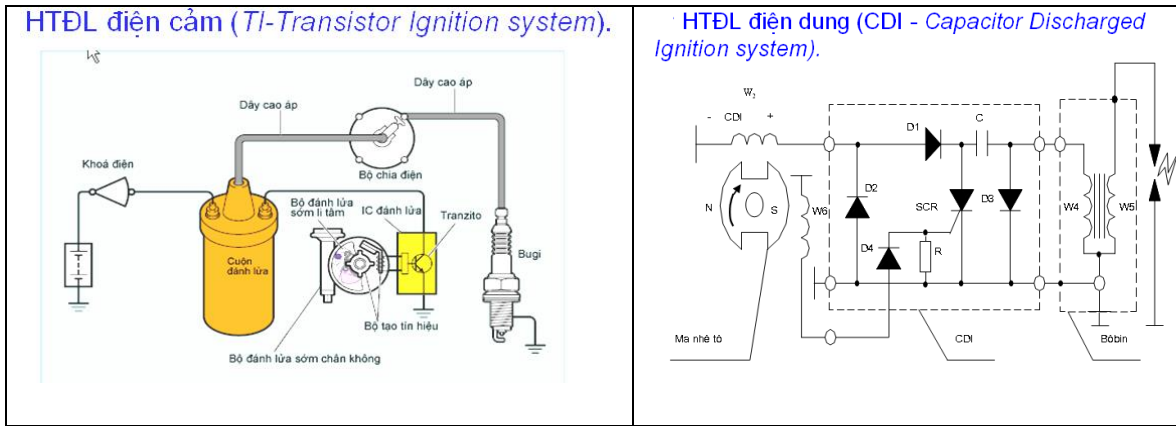 HTĐL điện cảm (TI-Transistor Ignition system).
Dây cao áp
Dây cao áp
Khoá điện
Bộ chia điện
Bộ đánh lửa
sớm li tâm
IC đánh lửa
Tranzito
Cuộn
đánh lửa
Bugi
Bộ tạo tín hiệu
Bộ đánh lửa sớm chân không
HTĐL điện dung (CDI - Capacitor Discharged
Ignition system).
- CDI +
D1
C
D2
N
S
W6
SCR
D3
W4
W5
D4
R
Ma nhê tô
CDI
Bôbin